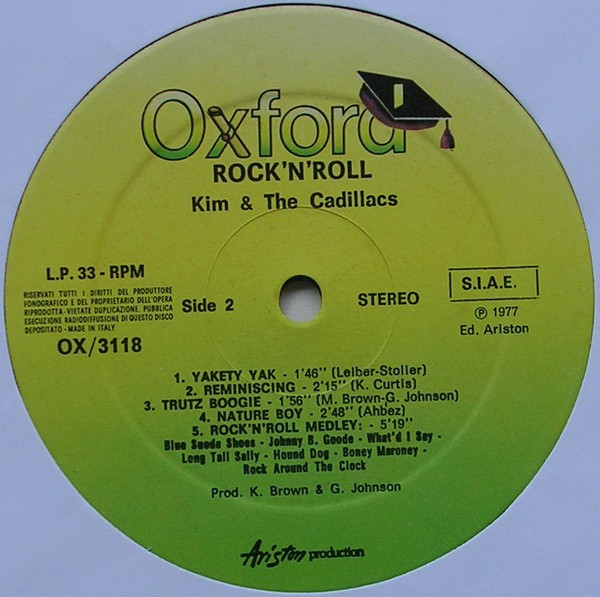 Oxford
ROCK'N'ROLL
Kim & The Cadillacs
L.P. 33 - RPM
RISERVATI TUTTI I DIRITTI DEL PRODUTTORE
FONOGRAFICO E DEL PROPRIETARIO DELL'OPERA
RIPRODOTTA - VIETATE DUPLICAZIONE, PUBBLICA
ESECUZIONE RADIODIFFUSIONE DI QUESTO DISCO
DEPOSITATO - MADE IN ITALY
OX/3118
Side 2
STEREO
S.I.A.E.
℗ 1977
Ed. Ariston
1. YAKETY YAK - 1'46'' (Leiber-Stoller)
2. REMINISCING - 2'15'' (K. Curtis)
3. TRUTZ BOOGIE - 1'56'' (M. Brown-G. Johnson)
4. NATURE BOY - 2'48'' (Ahbez)
5. ROCK'N'ROLL MEDLEY: - 5'19''
Blue Suede Shoes - Johnny B. Goode - What'd I Say -
Long Tall Sally - Hound Dog - Boney Maroney -
Rock Around The Clock
Prod. K. Brown & G. Johnson
Ariston production